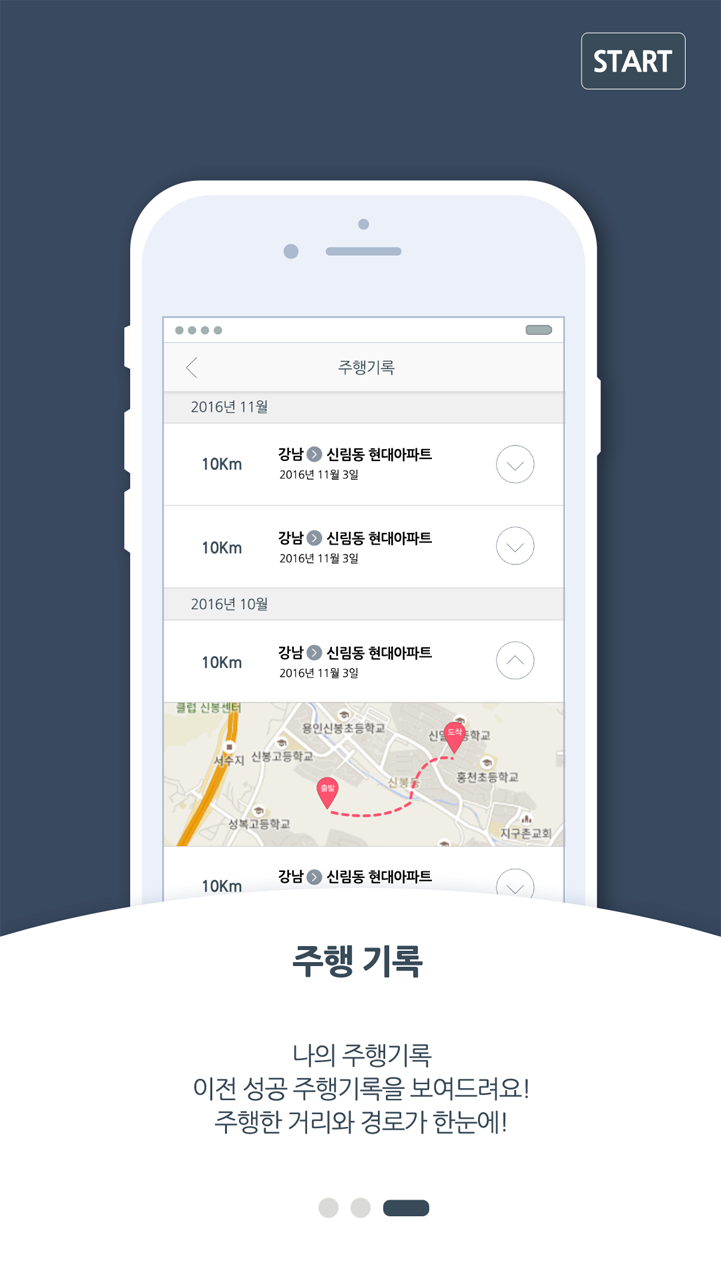 START
주행기록
2016년 11월
10Km
강남 > 신림동 현대아파트
2016년 11월 3일
10Km
강남 > 신림동 현대아파트
2016년 11월 3일
2016년 10월
10Km
강남 > 신림동 현대아파트
2016년 11월 3일
클럽 신봉센터
용인신봉초등학교
도착
서수지
신봉고등학교
홍천초등학교
출발
성복고등학교
지구촌교회
10Km
강남 > 신림동 현대아파트
주행 기록
나의 주행기록
이전 성공 주행기록을 보여드려요!
주행한 거리와 경로가 한눈에!